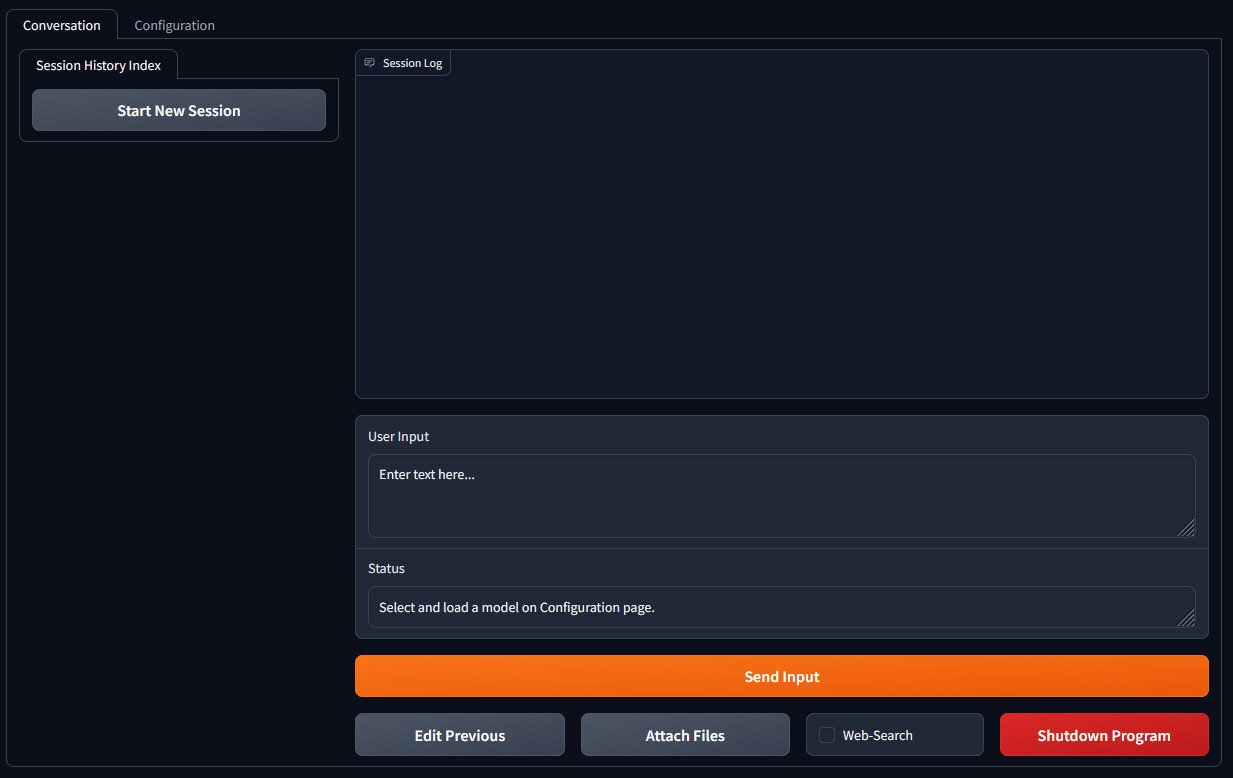 Conversation
Configuration
Session History Index
Start New Session
Session Log
User Input
Enter text here...
Status
Select and load a model on Configuration page.
Send Input
Edit Previous
Attach Files
Web-Search
Shutdown Program